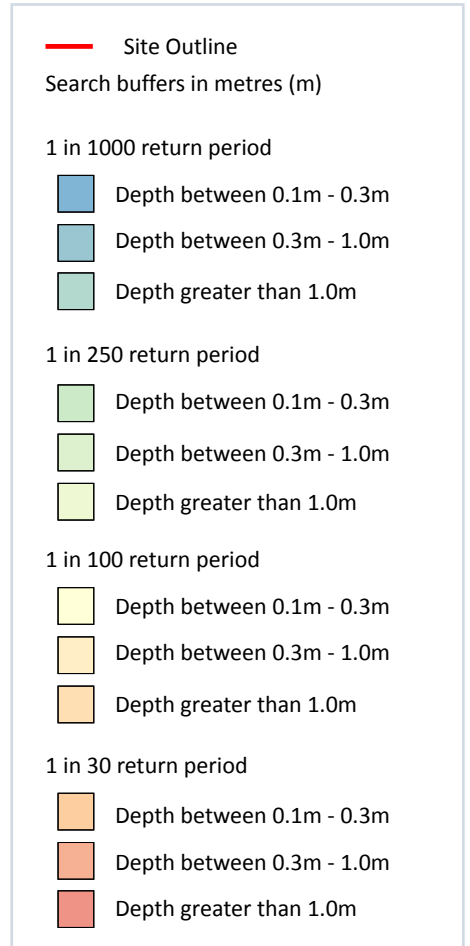 Site Outline
Search buffers in metres (m)
1 in 1000 return period
Depth between 0.1m - 0.3m
Depth between 0.3m - 1.0m
Depth greater than 1.0m
1 in 250 return period
Depth between 0.1m - 0.3m
Depth between 0.3m - 1.0m
Depth greater than 1.0m
1 in 100 return period
Depth between 0.1m - 0.3m
Depth between 0.3m - 1.0m
Depth greater than 1.0m
1 in 30 return period
Depth between 0.1m - 0.3m
Depth between 0.3m - 1.0m
Depth greater than 1.0m